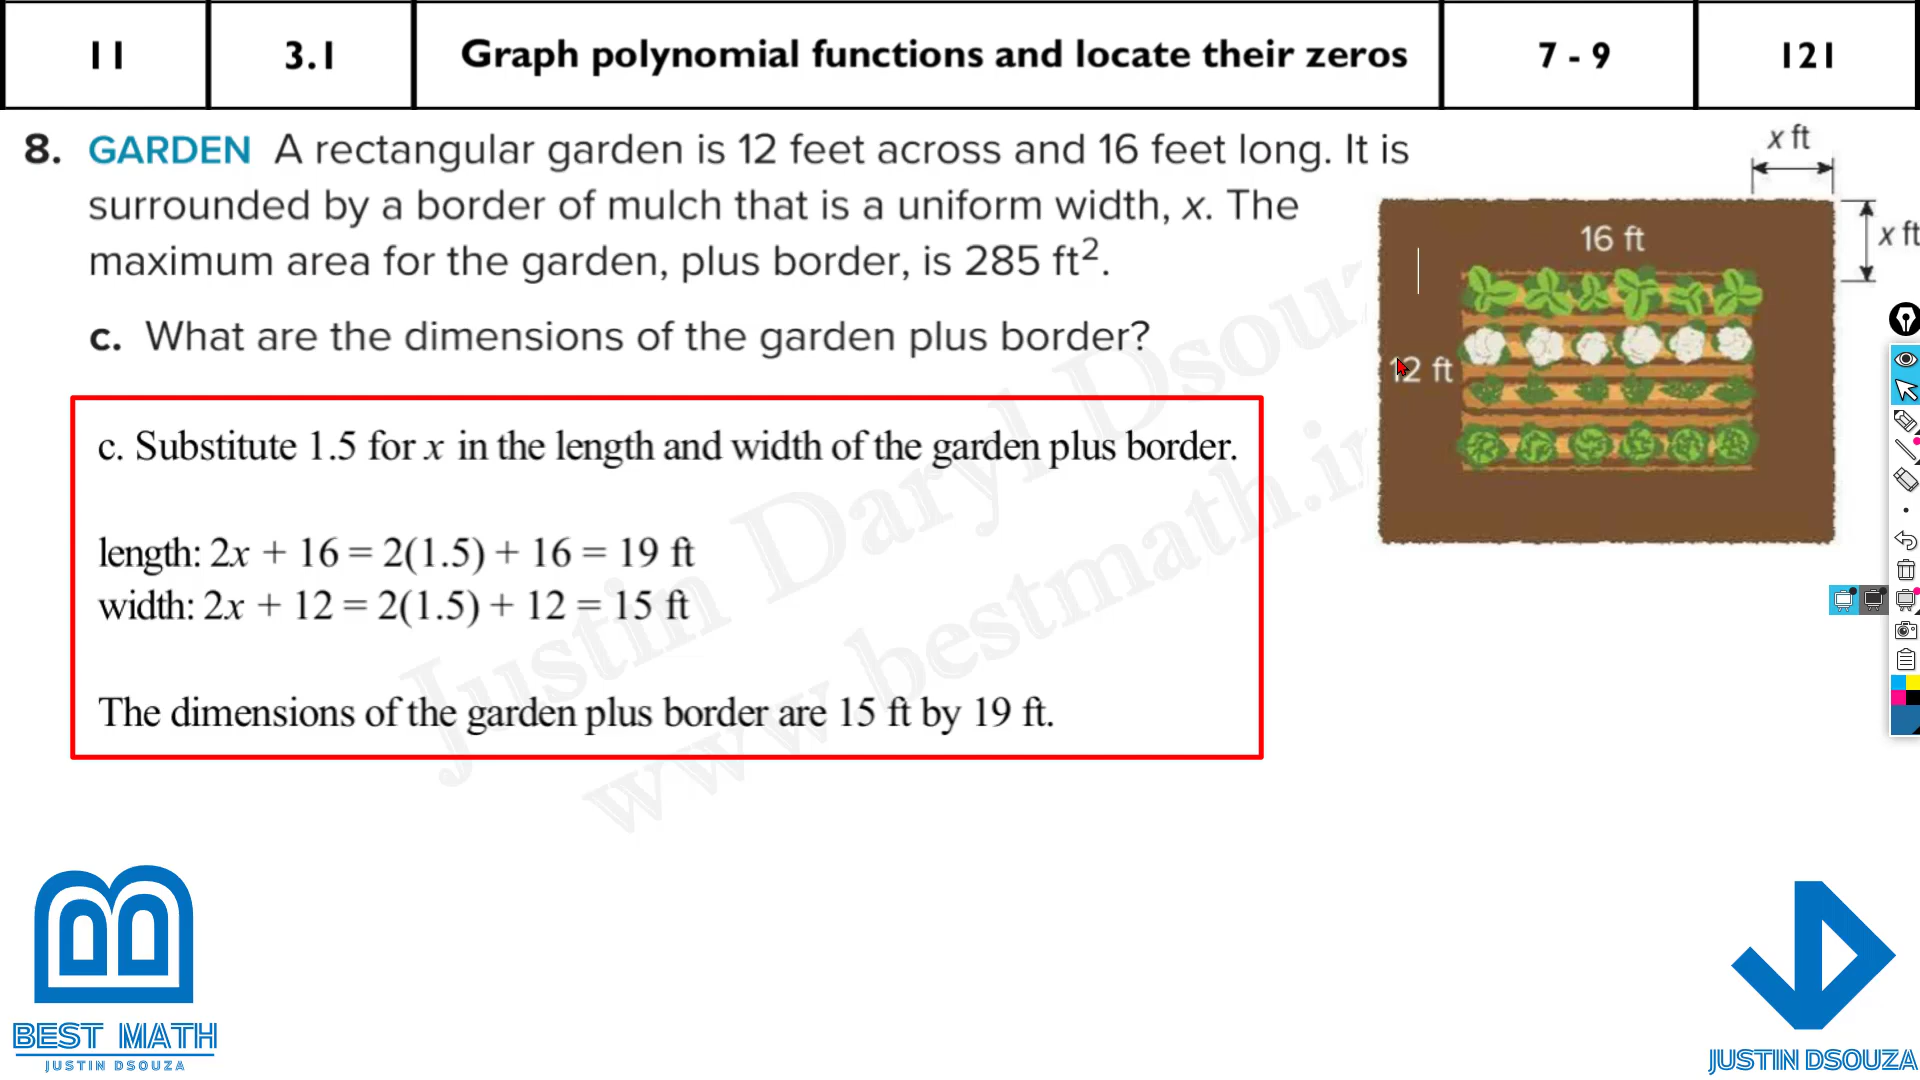 11 3.1 Graph polynomial functions and locate their zeros 7 - 9 121
8. GARDEN A rectangular garden is 12 feet across and 16 feet long. It is
surrounded by a border of mulch that is a uniform width, x. The
maximum area for the garden, plus border, is 285 ft².
c. What are the dimensions of the garden plus border?
x ft
x ft
16 ft
12 ft
c. Substitute 1.5 for x in the length and width of the garden plus border.
length: 2x + 16 = 2(1.5) + 16 = 19 ft
width: 2x + 12 = 2(1.5) + 12 = 15 ft
The dimensions of the garden plus border are 15 ft by 19 ft.
Justin Daryl Dsouz
www.bestmath.in
BEST MATH
JUSTIN DSOUZA
JUSTIN DSOUZA